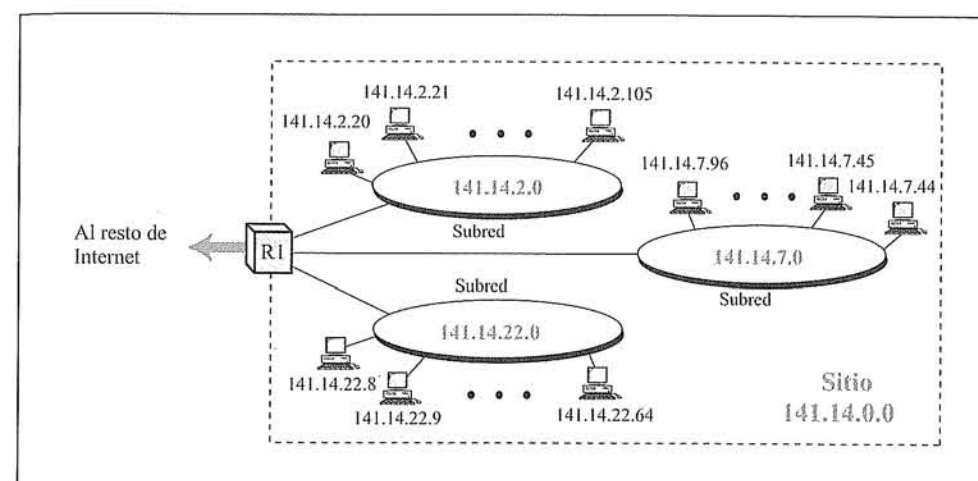 141.14.2.21
141.14.2.105
141.14.2.20
141.14.7.96
141.14.7.45
141.14.7.44
141.14.2.0
Subred
Al resto de
Internet
R1
141.14.7.0
Subred
Subred
141.14.22.0
141.14.22.8
141.14.22.9
141.14.22.64
Sitio
141.14.0.0